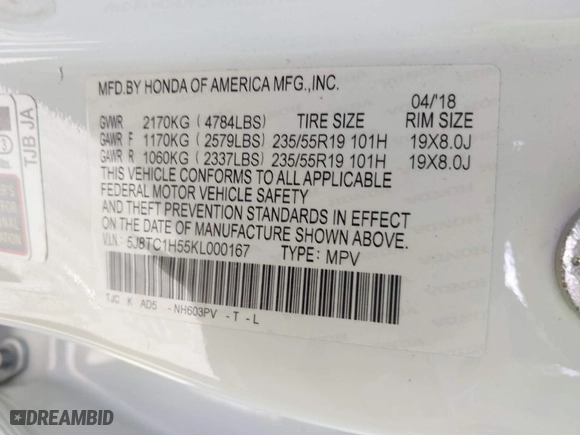 MFD.BY HONDA OF AMERICA MFG.,INC.
04/'18
GVWR 2170KG (4784LBS) TIRE SIZE RIM SIZE
GAWR F 1170KG (2579LBS) 235/55R19 101H 19X8.0J
GAWR R 1060KG (2337LBS) 235/55R19 101H 19X8.0J
THIS VEHICLE CONFORMS TO ALL APPLICABLE
FEDERAL MOTOR VEHICLE SAFETY
AND THEFT PREVENTION STANDARDS IN EFFECT
ON THE DATE OF MANUFACTURE SHOWN ABOVE.
V.I.N.: 5J8TC1H55KL000167 TYPE: MPV
TJC K AD5 -NH603PV -T-L
TJB JA
DREAMBID